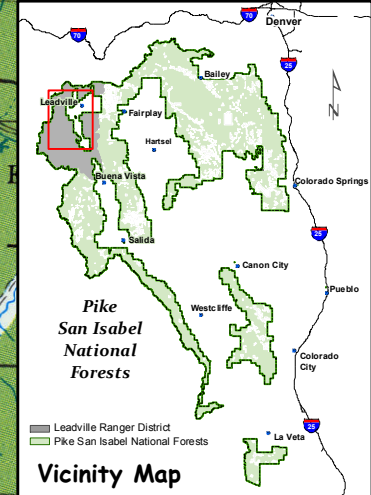 70
Denver
70
25
Bailey
Leadville
Fairplay
N
Hartsel
Buena Vista
Colorado Springs
25
Salida
Canon City
Pueblo
Pike
San Isabel
National
Forests
Westcliffe
Colorado
City
25
La Veta
Leadville Ranger District
Pike San Isabel National Forests
Vicinity Map